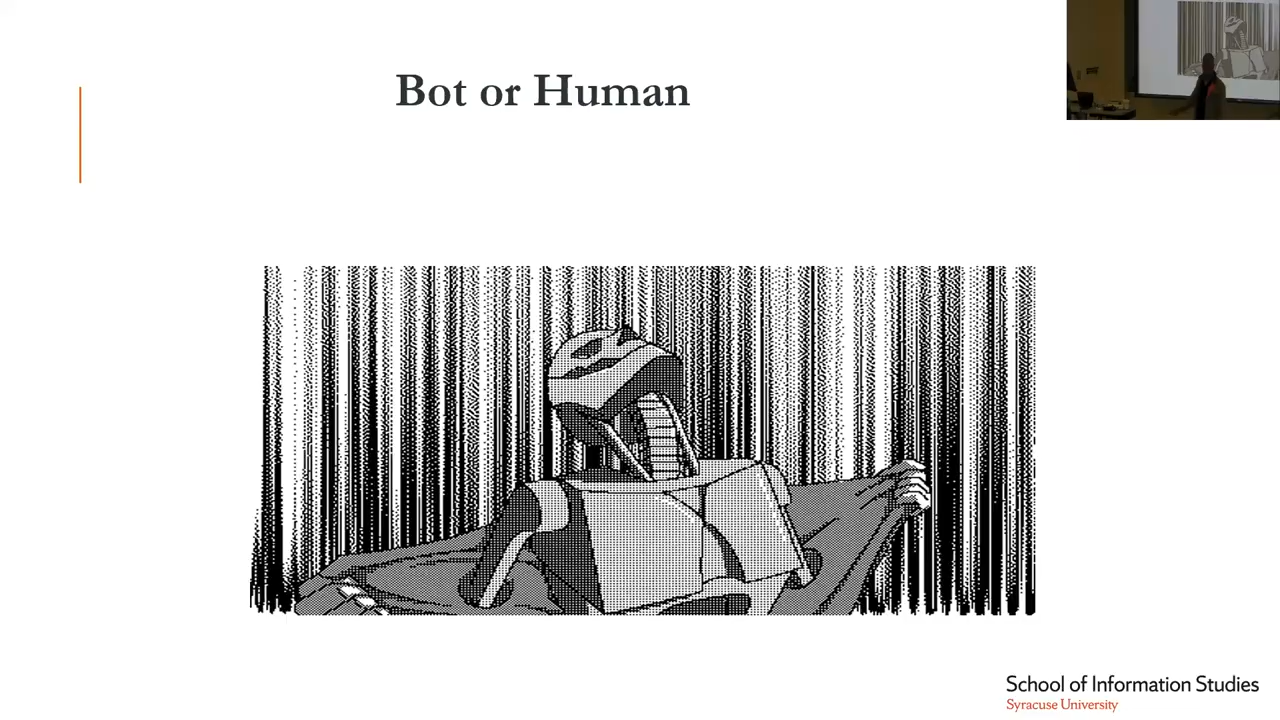 Bot or Human
School of Information Studies
Syracuse University